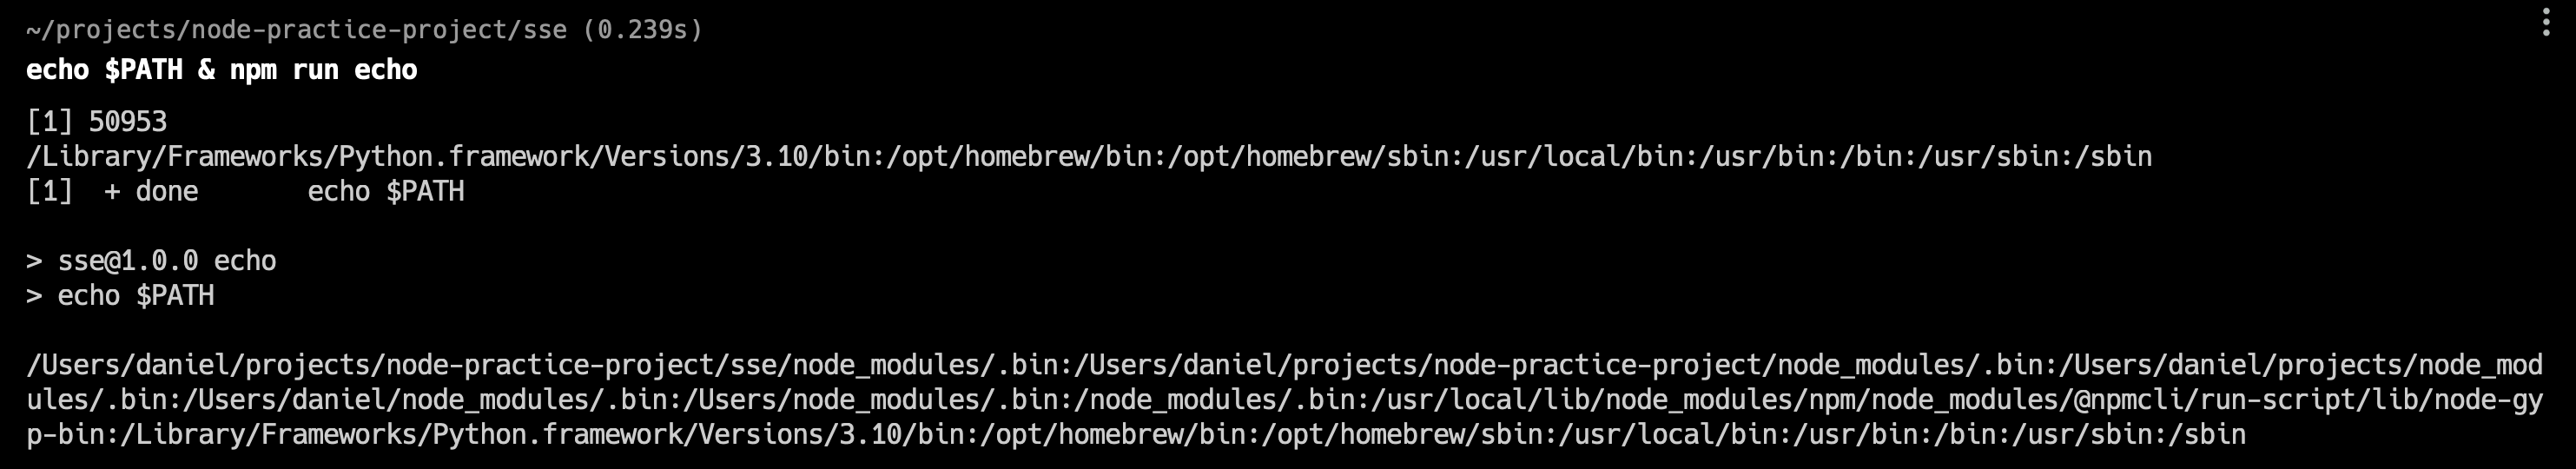 ~/projects/node-practice-project/sse (0.239s)
echo $PATH & npm run echo
[1] 50953
/Library/Frameworks/Python.framework/Versions/3.10/bin:/opt/homebrew/bin:/opt/homebrew/sbin:/usr/local/bin:/usr/bin:/bin:/usr/sbin:/sbin
[1]  + done       echo $PATH
> sse@1.0.0 echo
> echo $PATH
/Users/daniel/projects/node-practice-project/sse/node_modules/.bin:/Users/daniel/projects/node-practice-project/node_modules/.bin:/Users/daniel/projects/node_mod
ules/.bin:/Users/daniel/node_modules/.bin:/Users/node_modules/.bin:/node_modules/.bin:/usr/local/lib/node_modules/npm/node_modules/@npmcli/run-script/lib/node-gy
p-bin:/Library/Frameworks/Python.framework/Versions/3.10/bin:/opt/homebrew/bin:/opt/homebrew/sbin:/usr/local/bin:/usr/bin:/bin:/usr/sbin:/sbin